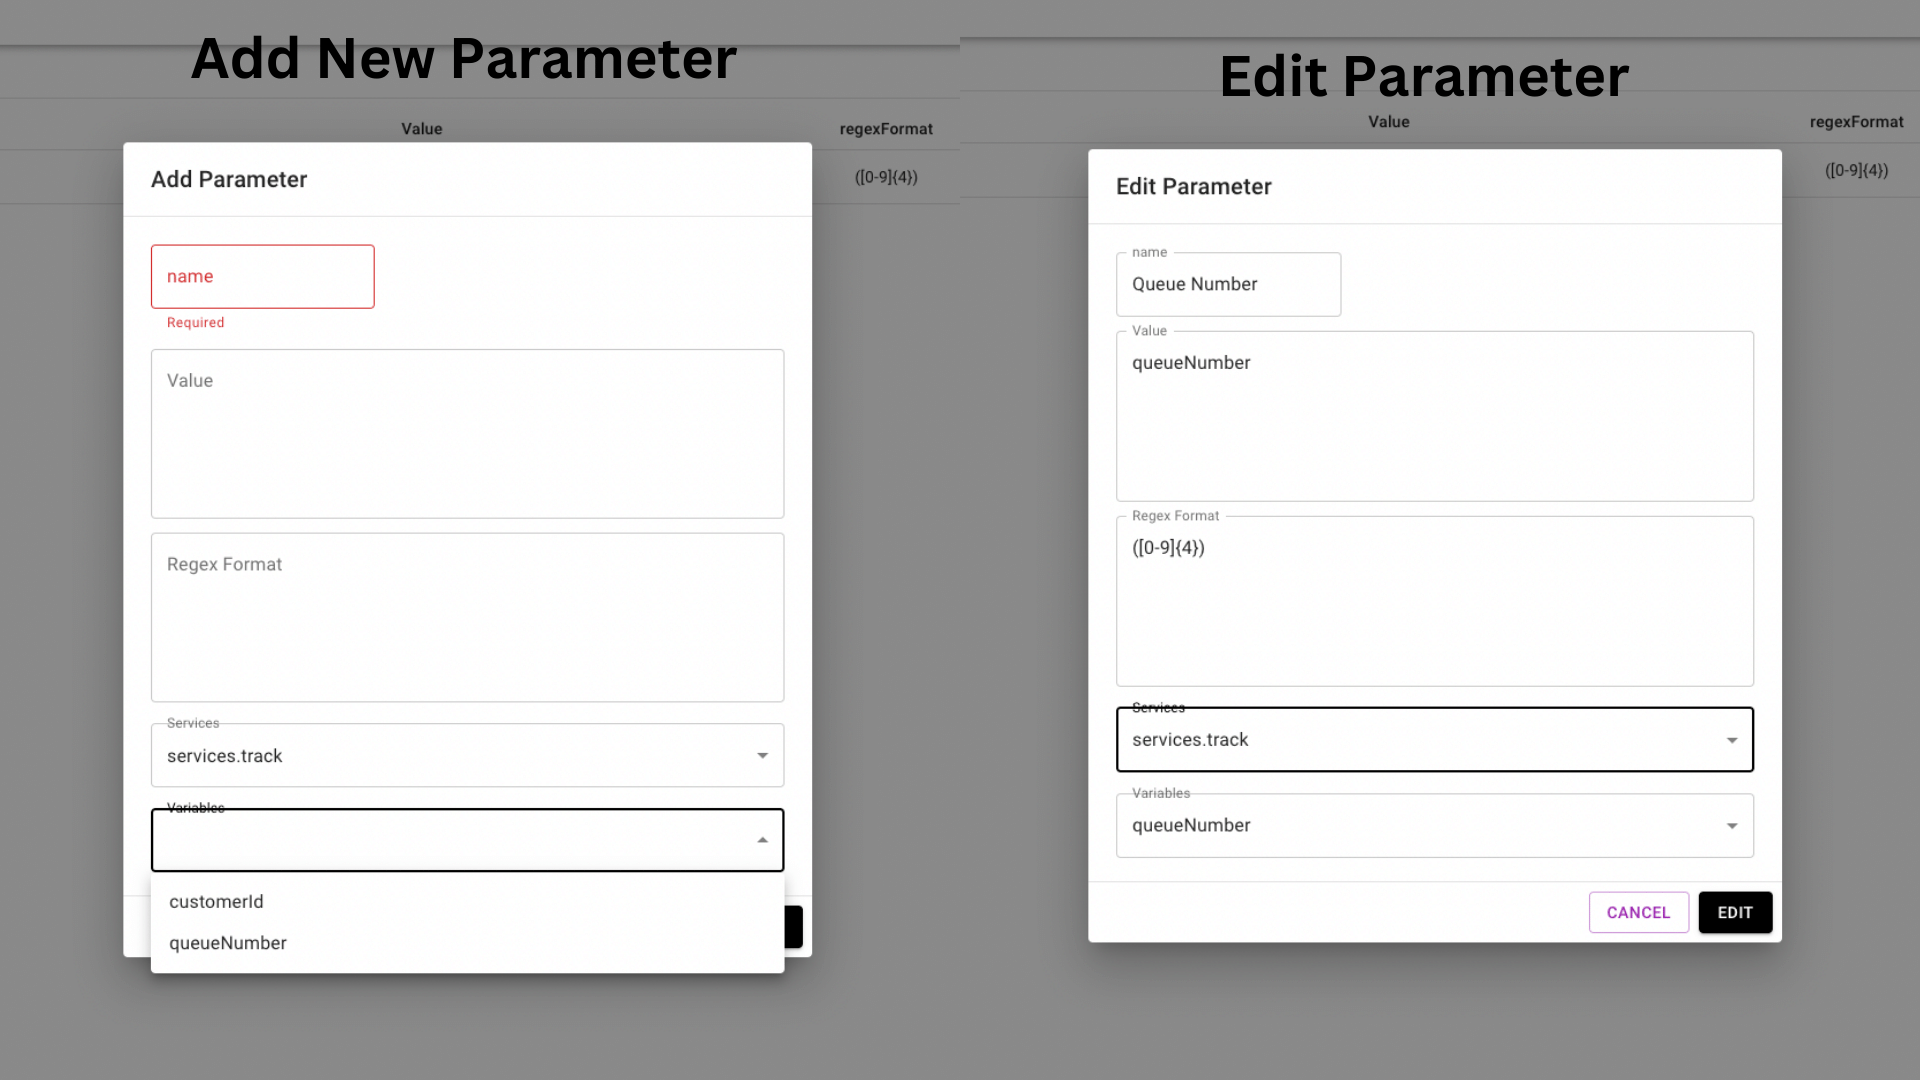 Add New Parameter
Value
regexFormat
([0-9]{4})
Add Parameter
name
Required
Value
Regex Format
Services
services.track
Variables
customerId
queueNumber
Edit Parameter
Value
regexFormat
([0-9]{4})
Edit Parameter
name
Queue Number
Value
queueNumber
Regex Format
([0-9]{4})
Services
services.track
Variables
queueNumber
CANCEL
EDIT